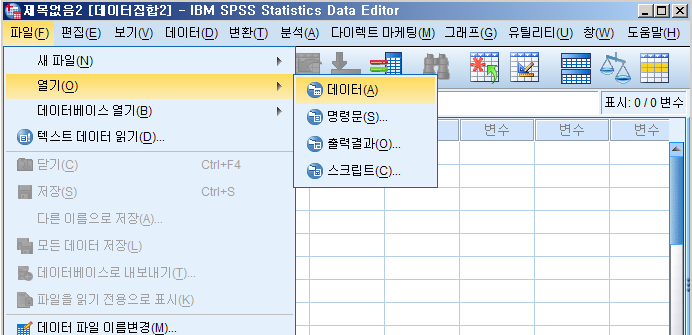 제목없음2 [데이터집합2] - IBM SPSS Statistics Data Editor
파일(F) 편집(E) 보기(V) 데이터(D) 변환(T) 분석(A) 다이렉트 마케팅(M) 그래프(G) 유틸리티(U) 창(W) 도움말(H)
새 파일(N)
열기(O)
데이터베이스 열기(B)
텍스트 데이터 읽기(D)...
닫기(C) Ctrl+F4
저장(S) Ctrl+S
다른 이름으로 저장(A)...
모든 데이터 저장(L)
데이터베이스로 내보내기(T)...
파일을 읽기 전용으로 표시(K)
데이터 파일 이름변경(M)...
데이터(A)
명령문(S)...
출력결과(O)...
스크립트(C)...
표시: 0 / 0 변수
변수 변수 변수 변수